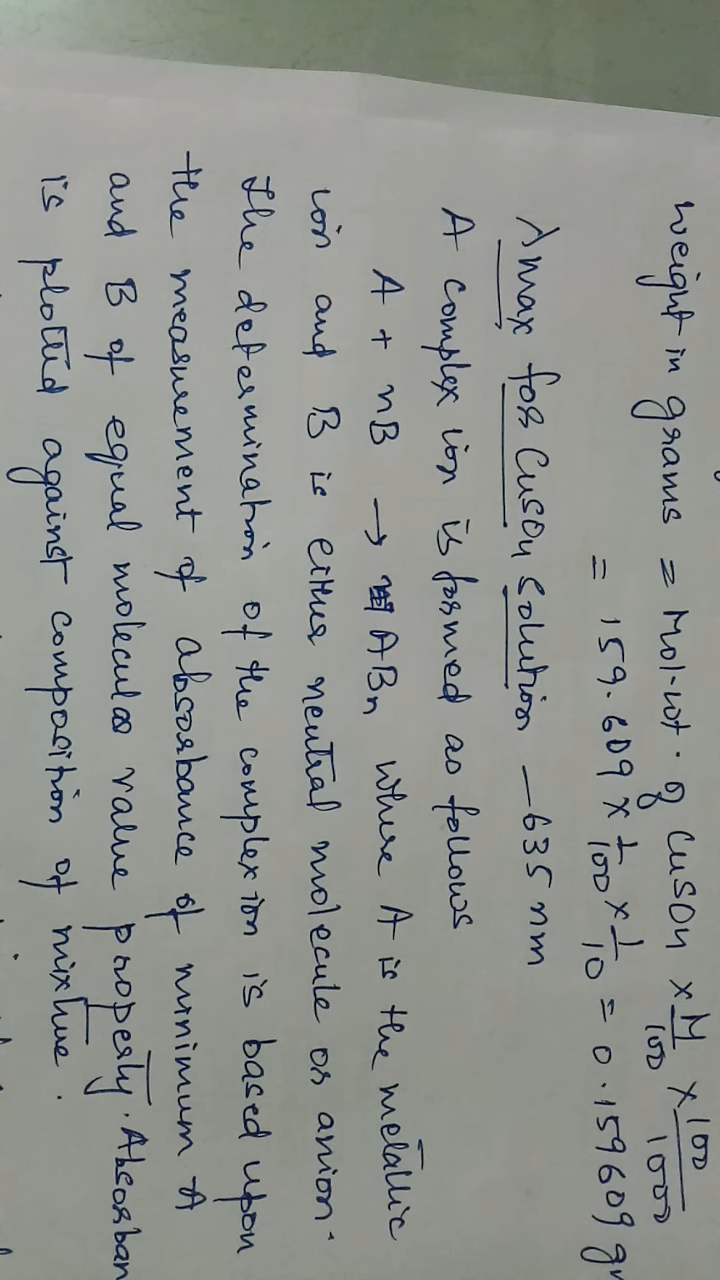 weight in grams = Mol.wt. of CuSO4 × M/100 × 100/1000
= 159.609 × 1/100 × 1/10 = 0.159609 gr
λmax for CuSO4 Solution — 635 nm
A complex ion is formed as follows
A + nB → ABn where A is the metallic
ion and B is either neutral molecule or anion.
The determination of the complex ion is based upon
the measurement of absorbance of minimum A
and B of equal molecular value properly. Absorban
is plotted against composition of mixture.